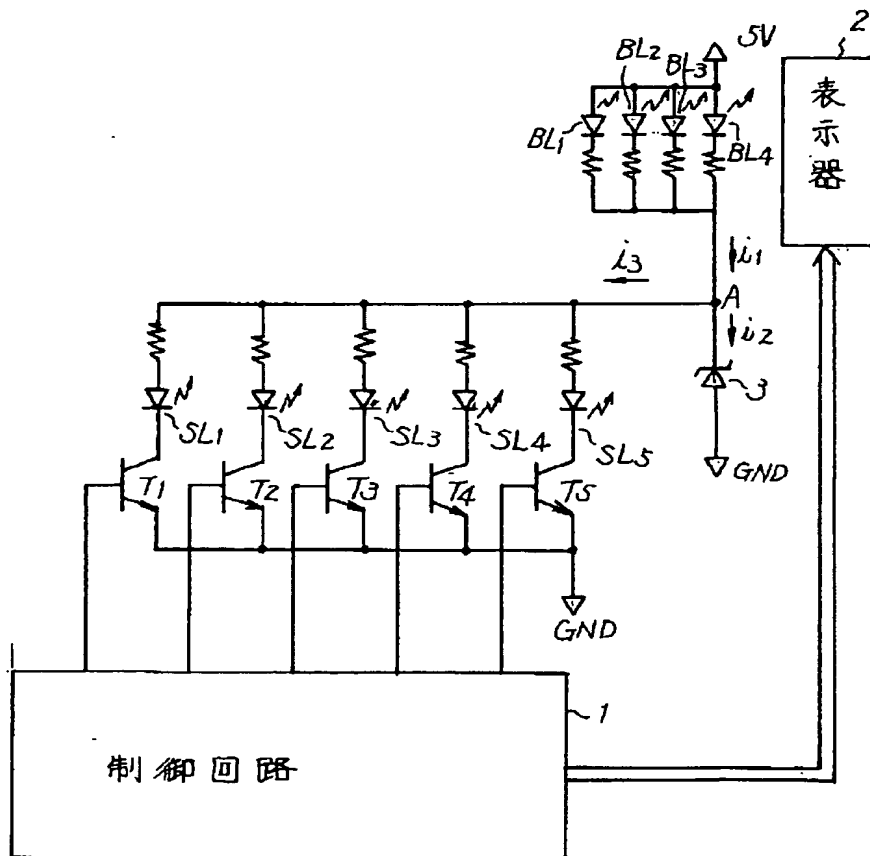 2
5V
BL2
BL3
BL1
BL4
表示器
i3
i1
A
i2
3
GND
SL1
SL2
SL3
SL4
SL5
T1
T2
T3
T4
T5
GND
1
制御回路